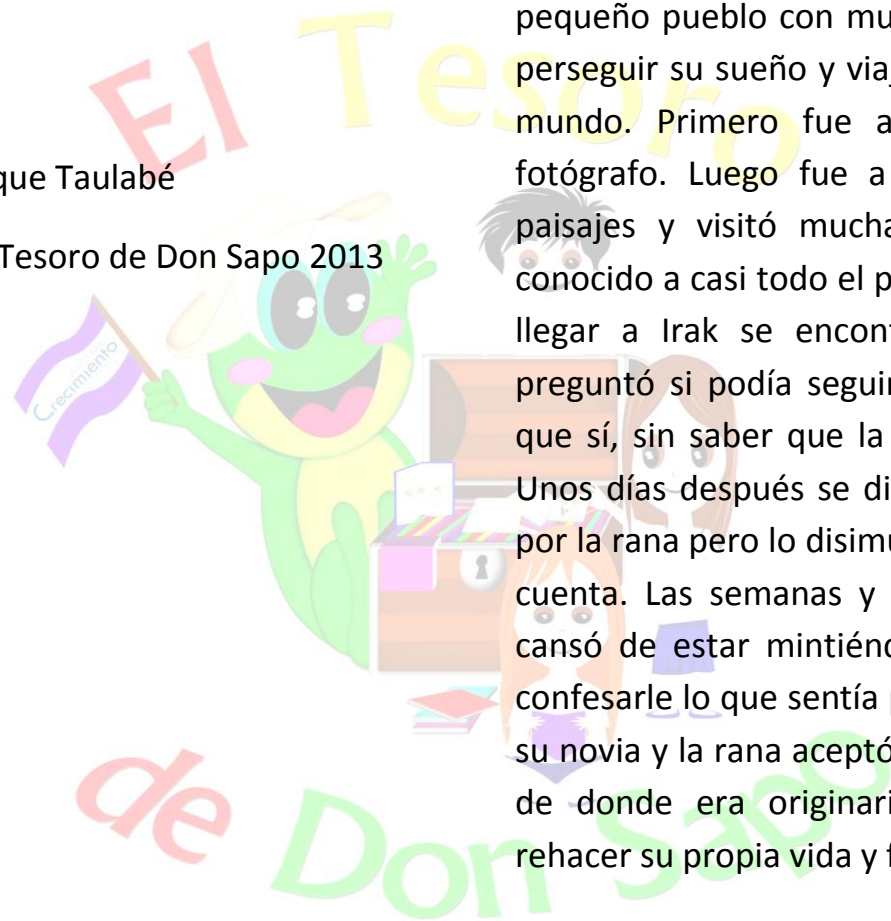 El Tesoro
de Don Sapo
Crecimiento
que Taulabé
Tesoro de Don Sapo 2013
pequeño pueblo con mu
perseguir su sueño y viaj
mundo. Primero fue a
fotógrafo. Luego fue a
paisajes y visitó mucha
conocido a casi todo el p
llegar a Irak se encont
preguntó si podía seguir
que sí, sin saber que la
Unos días después se di
por la rana pero lo disimu
cuenta. Las semanas y
cansó de estar mintiénd
confesarle lo que sentía p
su novia y la rana aceptó
de donde era originari
rehacer su propia vida y f